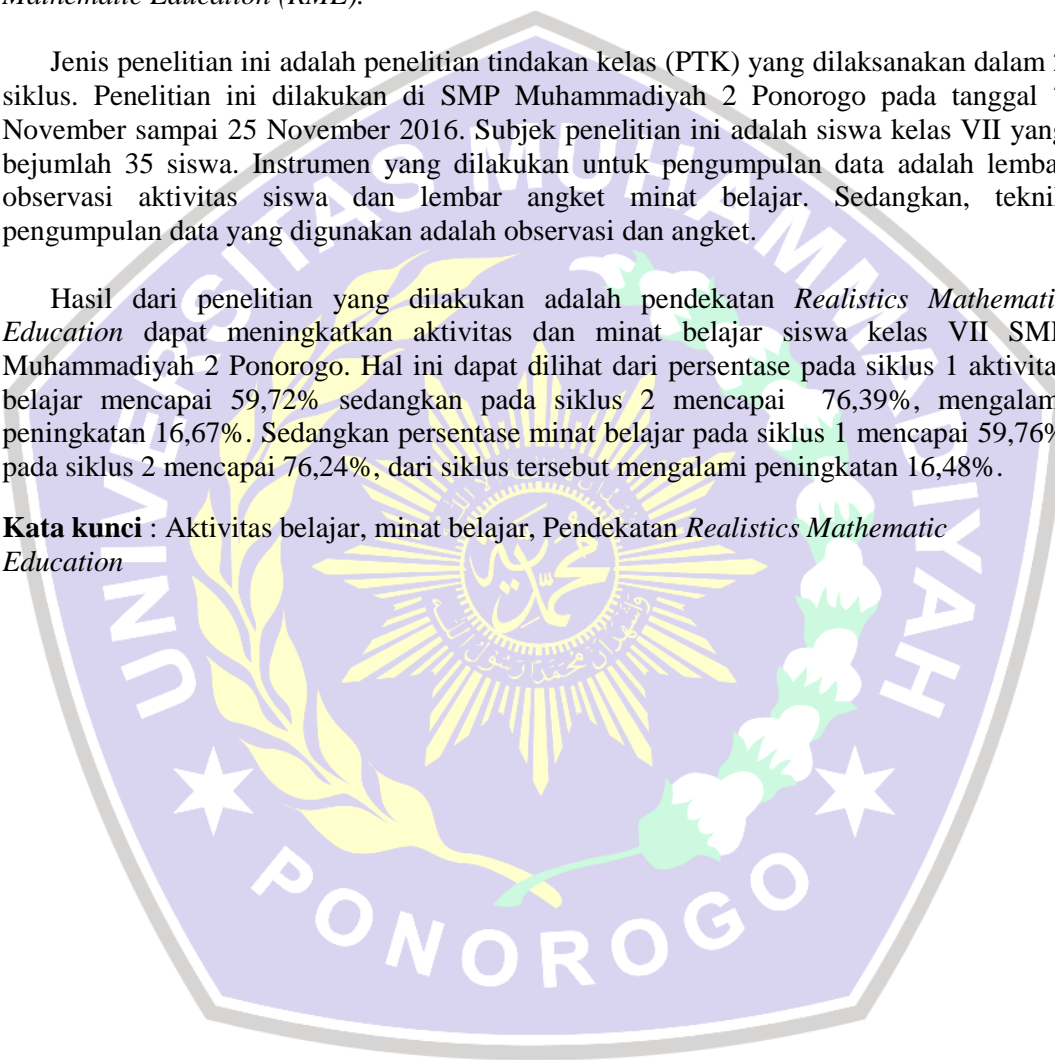 Mathematic Education (RME).
Jenis penelitian ini adalah penelitian tindakan kelas (PTK) yang dilaksanakan dalam
siklus. Penelitian ini dilakukan di SMP Muhammadiyah 2 Ponorogo pada tanggal
November sampai 25 November 2016. Subjek penelitian ini adalah siswa kelas VII yang
bejumlah 35 siswa. Instrumen yang dilakukan untuk pengumpulan data adalah lemba
observasi aktivitas siswa dan lembar angket minat belajar. Sedangkan, tekni
pengumpulan data yang digunakan adalah observasi dan angket.
Hasil dari penelitian yang dilakukan adalah pendekatan Realistics Mathemati
Education dapat meningkatkan aktivitas dan minat belajar siswa kelas VII SM
Muhammadiyah 2 Ponorogo. Hal ini dapat dilihat dari persentase pada siklus 1 aktivita
belajar mencapai 59,72% sedangkan pada siklus 2 mencapai 76,39%, mengalam
peningkatan 16,67%. Sedangkan persentase minat belajar pada siklus 1 mencapai 59,76%
pada siklus 2 mencapai 76,24%, dari siklus tersebut mengalami peningkatan 16,48%.
Kata kunci : Aktivitas belajar, minat belajar, Pendekatan Realistics Mathematic
Education
UNIVERSITAS MUHAMMADIYAH
PONOROGO